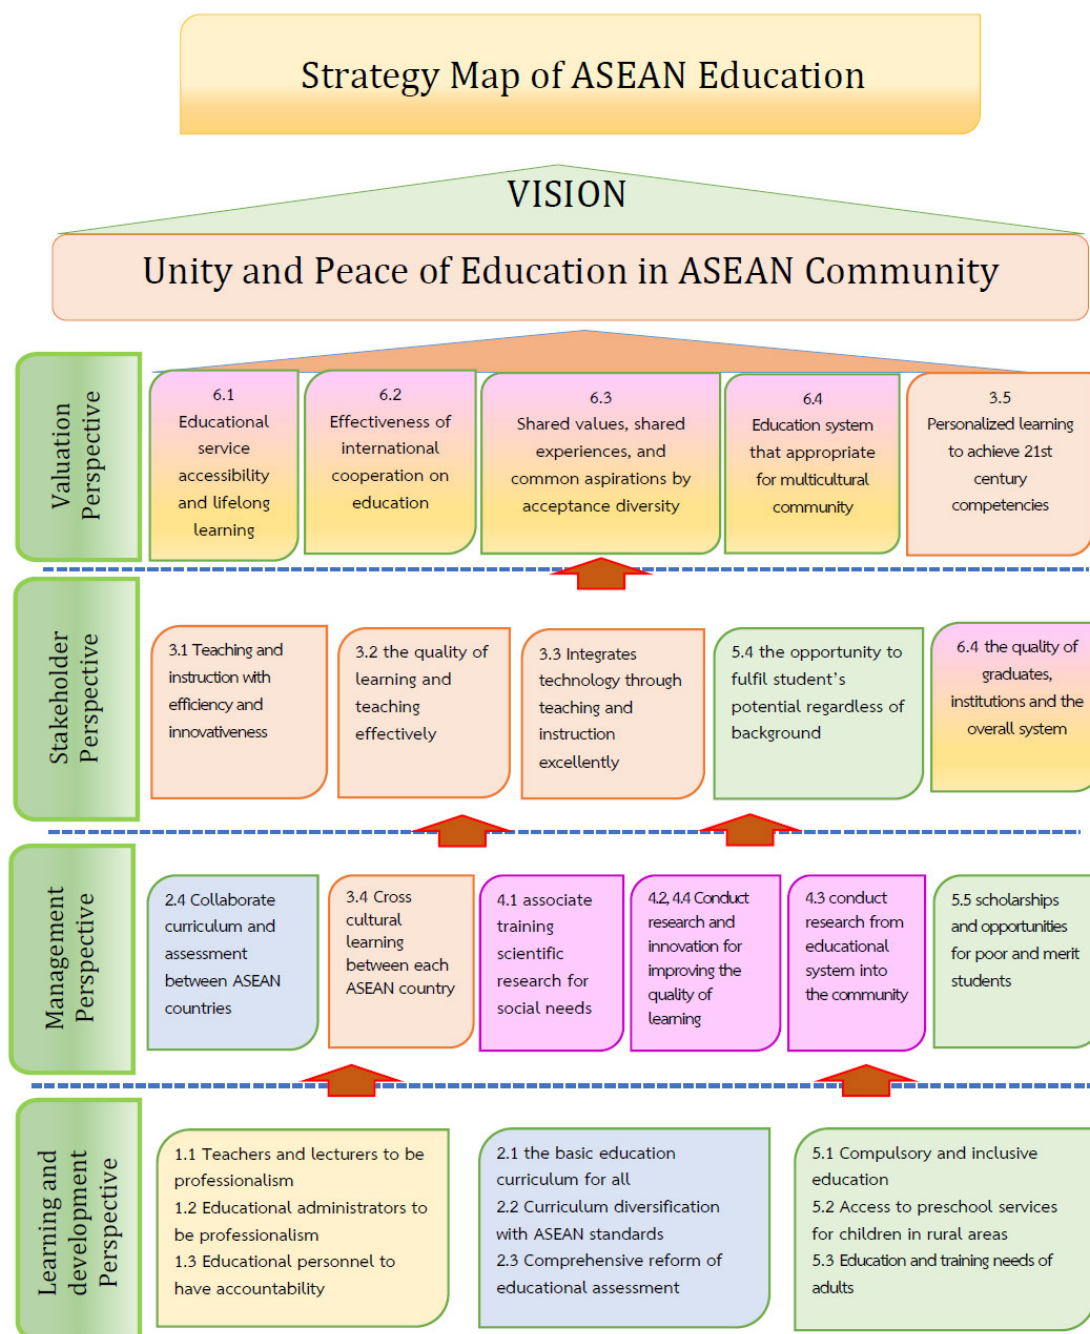 Strategy Map of ASEAN Education
VISION
Unity and Peace of Education in ASEAN Community
Valuation
Perspective
6.1
Educational
service
accessibility
and lifelong
learning
6.2
Effectiveness of
international
cooperation on
education
6.3
Shared values, shared
experiences, and
common aspirations by
acceptance diversity
6.4
Education system
that appropriate
for multicultural
community
3.5
Personalized learning
to achieve 21st
century
competencies
Stakeholder
Perspective
3.1 Teaching and
instruction with
efficiency and
innovativeness
3.2 the quality of
learning and
teaching
effectively
3.3 Integrates
technology through
teaching and
instruction
excellently
5.4 the opportunity to
fulfil student's
potential regardless of
background
6.4 the quality of
graduates,
institutions and the
overall system
Management
Perspective
2.4 Collaborate
curriculum and
assessment
between ASEAN
countries
3.4 Cross
cultural
learning
between each
ASEAN country
4.1 associate
training
scientific
research for
social needs
4.2, 4.4 Conduct
research and
innovation for
improving the
quality of
learning
4.3 conduct
research from
educational
system into
the community
5.5 scholarships
and opportunities
for poor and merit
students
Learning and
development
Perspective
1.1 Teachers and lecturers to be
professionalism
1.2 Educational administrators to
be professionalism
1.3 Educational personnel to
have accountability
2.1 the basic education
curriculum for all
2.2 Curriculum diversification
with ASEAN standards
2.3 Comprehensive reform of
educational assessment
5.1 Compulsory and inclusive
education
5.2 Access to preschool services
for children in rural areas
5.3 Education and training needs of
adults